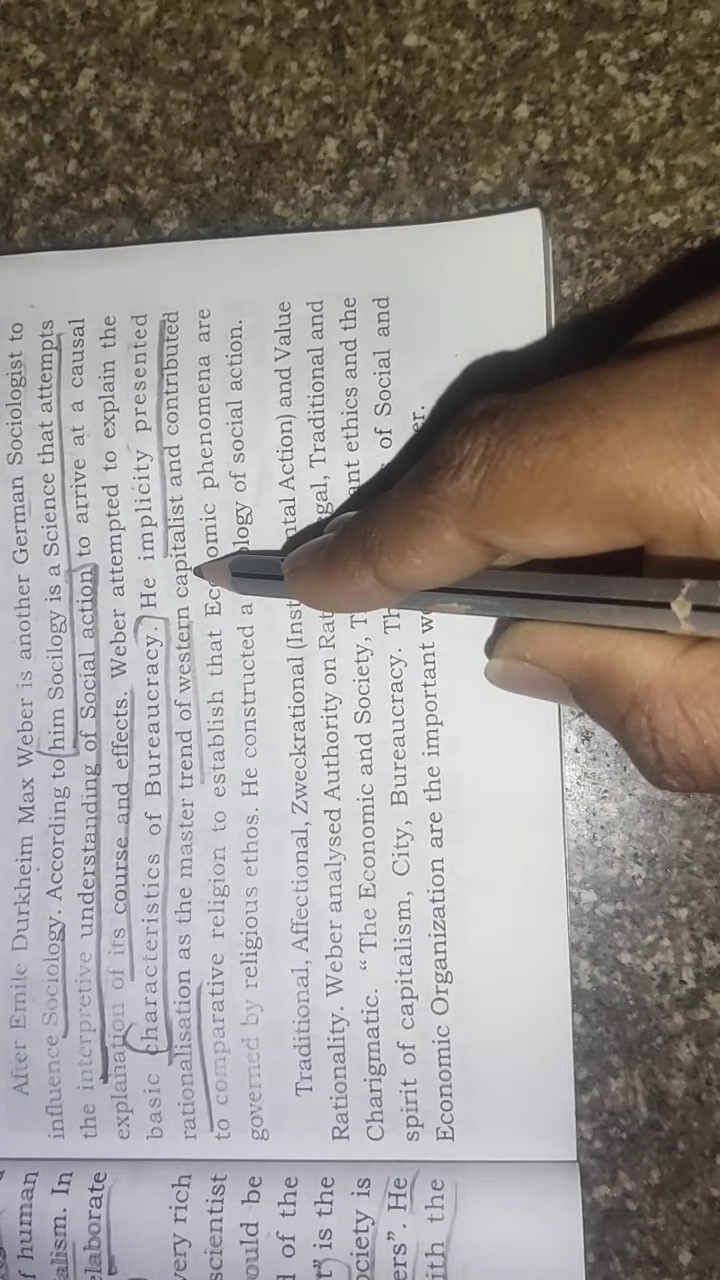 After Emile Durkheim Max Weber is another German Sociologist to
influence Sociology. According to him Socilogy is a Science that attempts
the interpretive understanding of Social action to arrive at a causal
explanation of its course and effects. Weber attempted to explain the
basic characteristics of Bureaucracy. He implicity presented
rationalisation as the master trend of western capitalist and contributed
to comparative religion to establish that Ec omic phenomena are
governed by religious ethos. He constructed a ology of social action.
Traditional, Affectional, Zweckrational (Inst tal Action) and Value
Rationality. Weber analysed Authority on Rat gal, Traditional and
Charigmatic. “The Economic and Society, T ant ethics and the
spirit of capitalism, City, Bureaucracy. Th of Social and
Economic Organization are the important w er.
f human
alism. In
elaborate
very rich
scientist
ould be
d of the
t” is the
ociety is
ers”. He
ith the